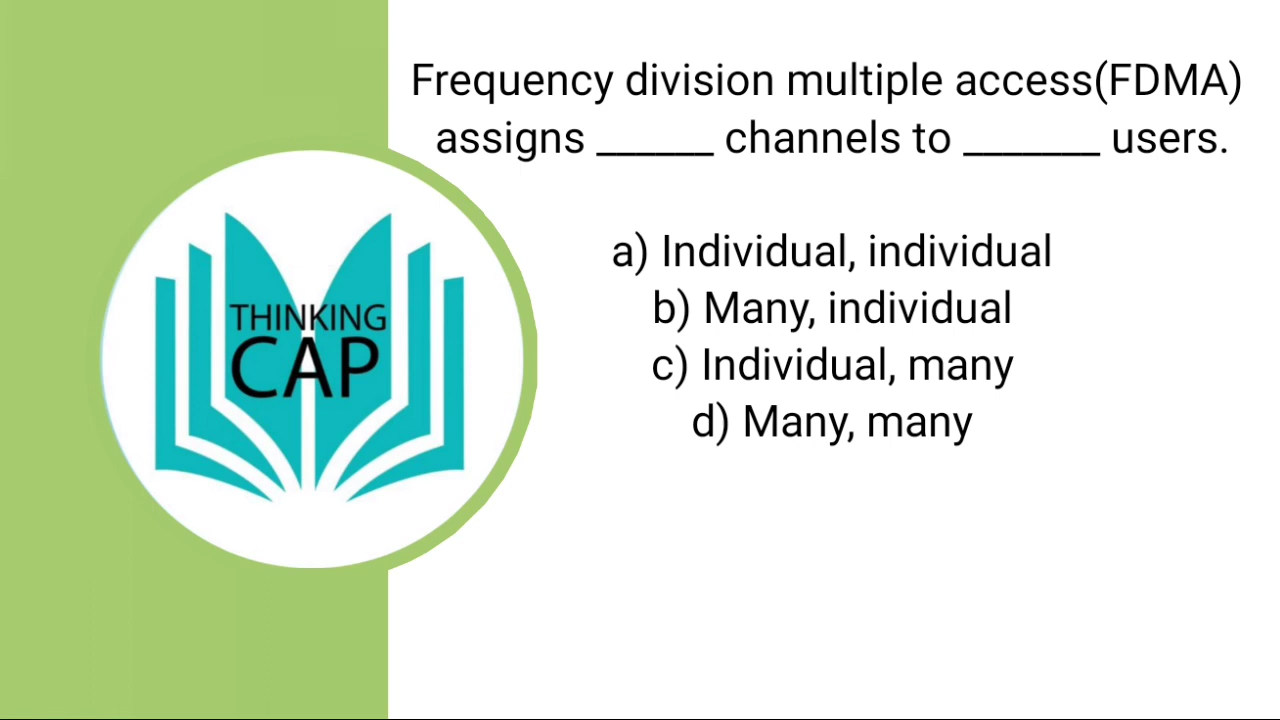 Frequency division multiple access(FDMA)
assigns ______ channels to _______ users.
a) Individual, individual
b) Many, individual
c) Individual, many
d) Many, many
THINKING
CAP